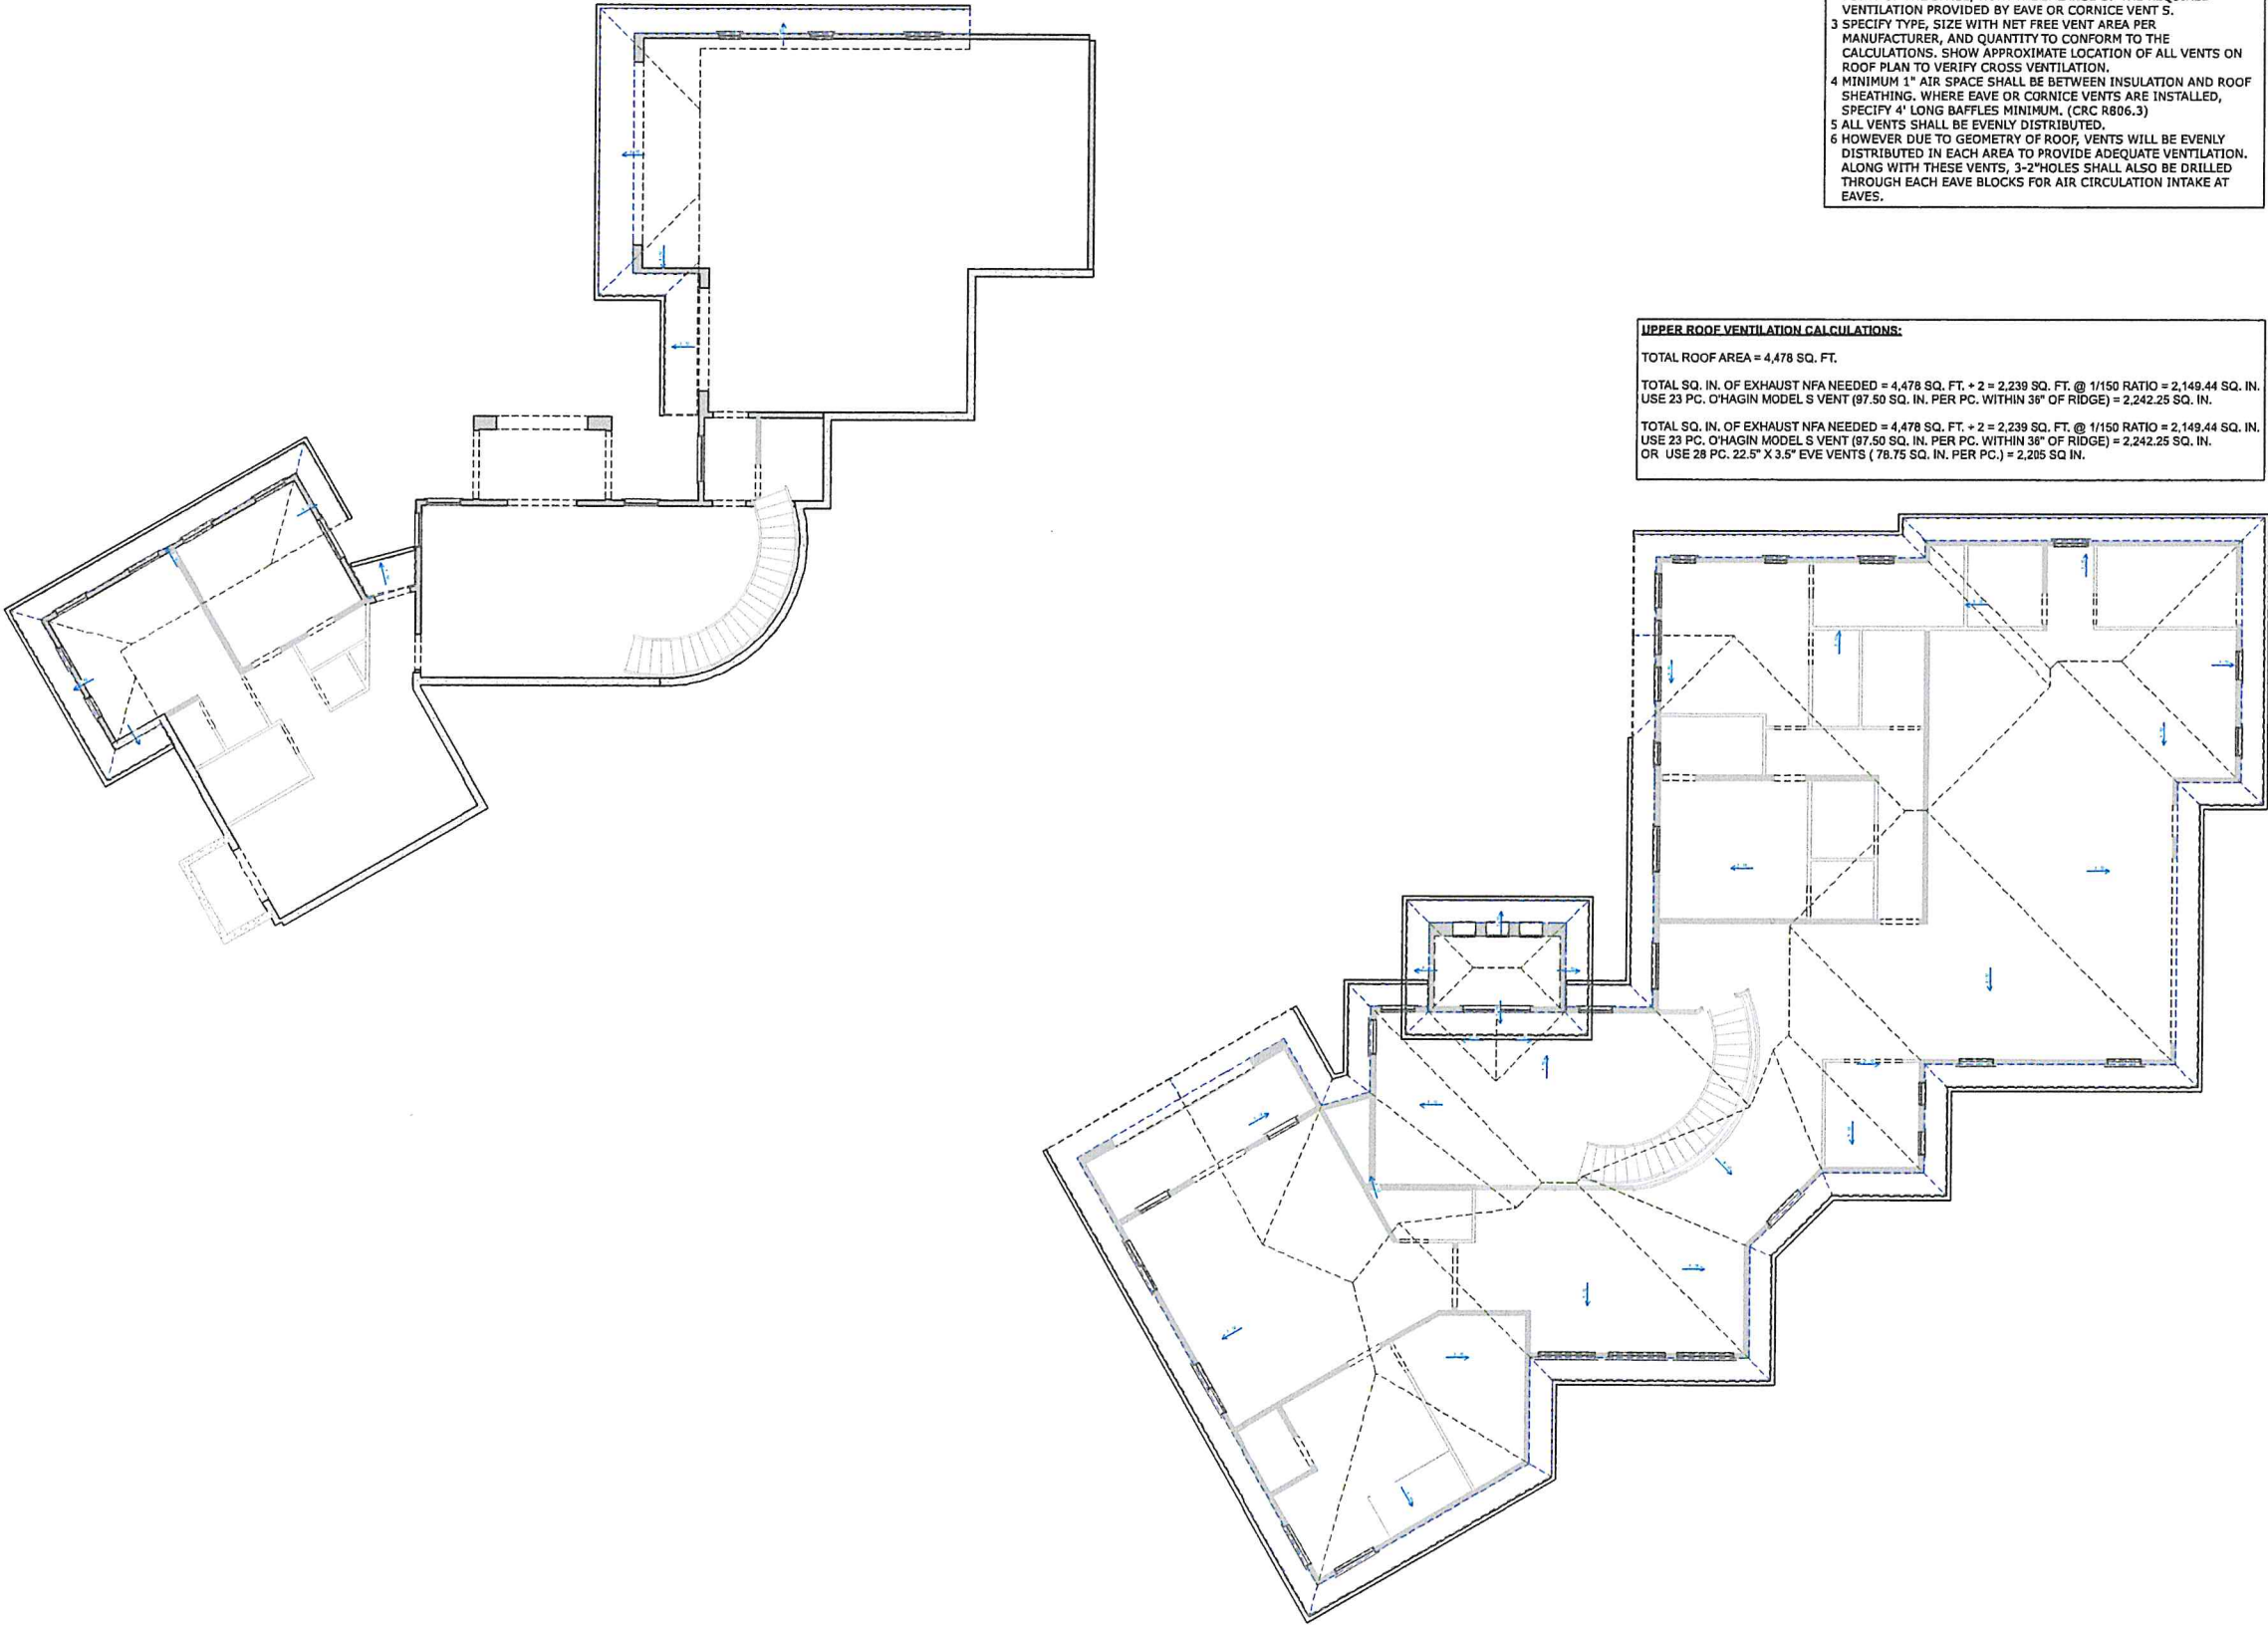 VENTILATION PROVIDED BY EAVE OR CORNICE VENT S.
3 SPECIFY TYPE, SIZE WITH NET FREE VENT AREA PER
MANUFACTURER, AND QUANTITY TO CONFORM TO THE
CALCULATIONS. SHOW APPROXIMATE LOCATION OF ALL VENTS ON
ROOF PLAN TO VERIFY CROSS VENTILATION.
4 MINIMUM 1" AIR SPACE SHALL BE BETWEEN INSULATION AND ROOF
SHEATHING. WHERE EAVE OR CORNICE VENTS ARE INSTALLED,
SPECIFY 4' LONG BAFFLES MINIMUM. (CRC R806.3)
5 ALL VENTS SHALL BE EVENLY DISTRIBUTED.
6 HOWEVER DUE TO GEOMETRY OF ROOF, VENTS WILL BE EVENLY
DISTRIBUTED IN EACH AREA TO PROVIDE ADEQUATE VENTILATION.
ALONG WITH THESE VENTS, 3-2"HOLES SHALL ALSO BE DRILLED
THROUGH EACH EAVE BLOCKS FOR AIR CIRCULATION INTAKE AT
EAVES.
UPPER ROOF VENTILATION CALCULATIONS:
TOTAL ROOF AREA = 4,478 SQ. FT.
TOTAL SQ. IN. OF EXHAUST NFA NEEDED = 4,478 SQ. FT. ÷ 2 = 2,239 SQ. FT. @ 1/150 RATIO = 2,149.44 SQ. IN.
USE 23 PC. O'HAGIN MODEL S VENT (97.50 SQ. IN. PER PC. WITHIN 36" OF RIDGE) = 2,242.25 SQ. IN.
TOTAL SQ. IN. OF EXHAUST NFA NEEDED = 4,478 SQ. FT. ÷ 2 = 2,239 SQ. FT. @ 1/150 RATIO = 2,149.44 SQ. IN.
USE 23 PC. O'HAGIN MODEL S VENT (97.50 SQ. IN. PER PC. WITHIN 36" OF RIDGE) = 2,242.25 SQ. IN.
OR USE 28 PC. 22.5" X 3.5" EVE VENTS ( 78.75 SQ. IN. PER PC.) = 2,205 SQ IN.